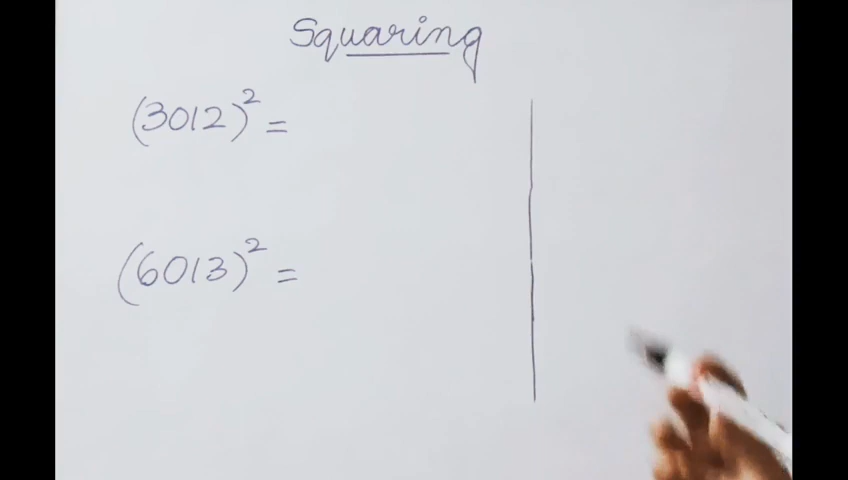 Squaring
(3012)² =
(6013)² =